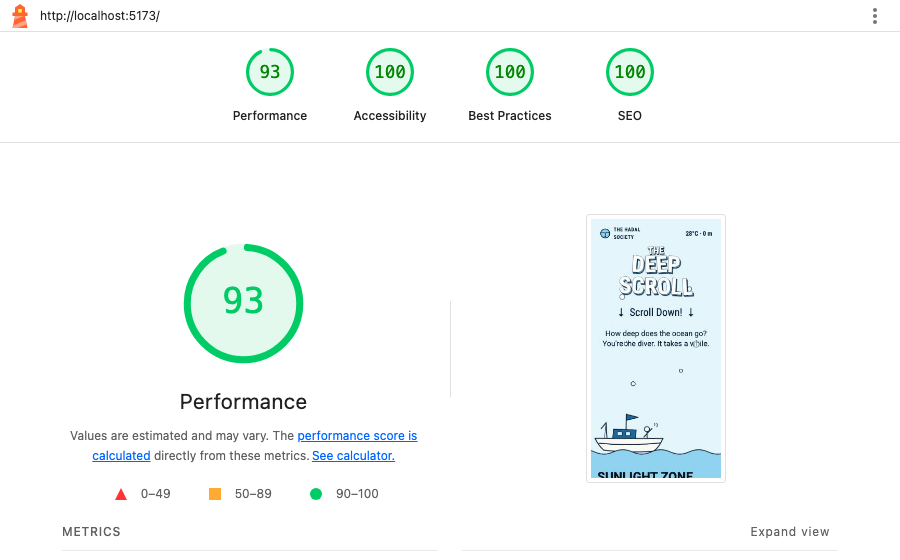 http://localhost:5173/
93
100
100
100
Performance
Accessibility
Best Practices
SEO
93
Performance
Values are estimated and may vary. The performance score is
calculated directly from these metrics. See calculator.
0–49
50–89
90–100
THE HADAL
SOCIETY
28°C · 0 m
THE
DEEP
SCROLL
↓ Scroll Down! ↓
How deep does the ocean go?
diver. It takes a
SUNLIGHT ZONE
METRICS
Expand view